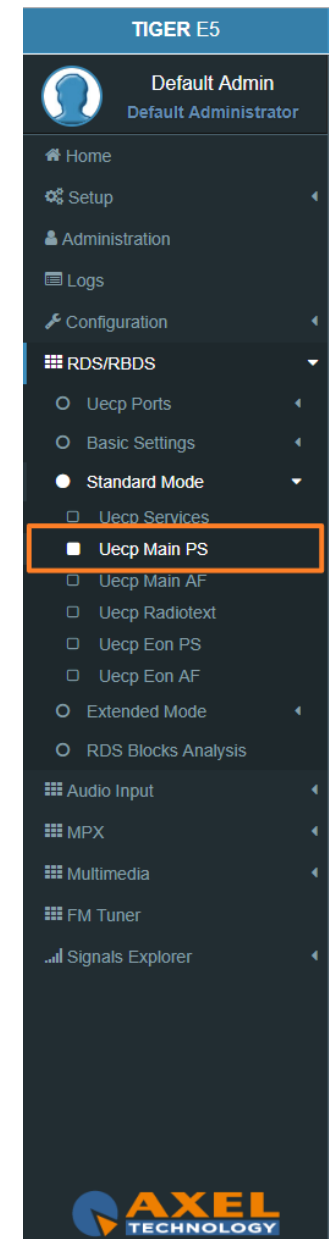 TIGER E5
Default Admin
Default Administrator
Home
Setup
Administration
Logs
Configuration
RDS/RBDS
Uecp Ports
Basic Settings
Standard Mode
Uecp Services
Uecp Main PS
Uecp Main AF
Uecp Radiotext
Uecp Eon PS
Uecp Eon AF
Extended Mode
RDS Blocks Analysis
Audio Input
MPX
Multimedia
FM Tuner
Signals Explorer
AXEL
TECHNOLOGY